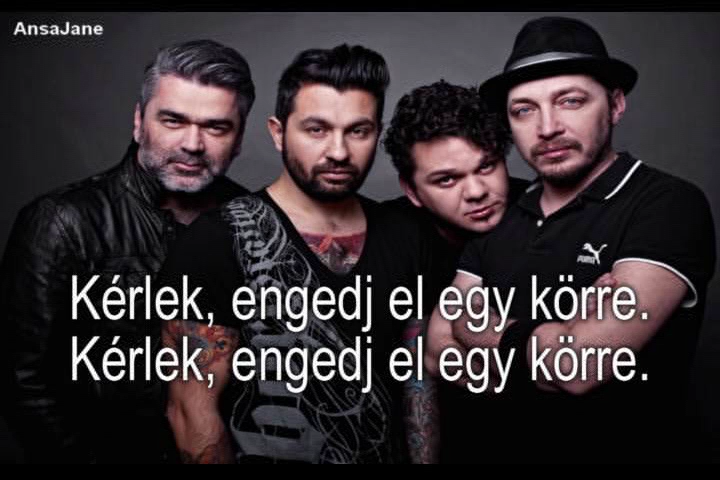 AnsaJane
PUMA
Kérlek, engedj el egy körre.
Kérlek, engedj el egy körre.